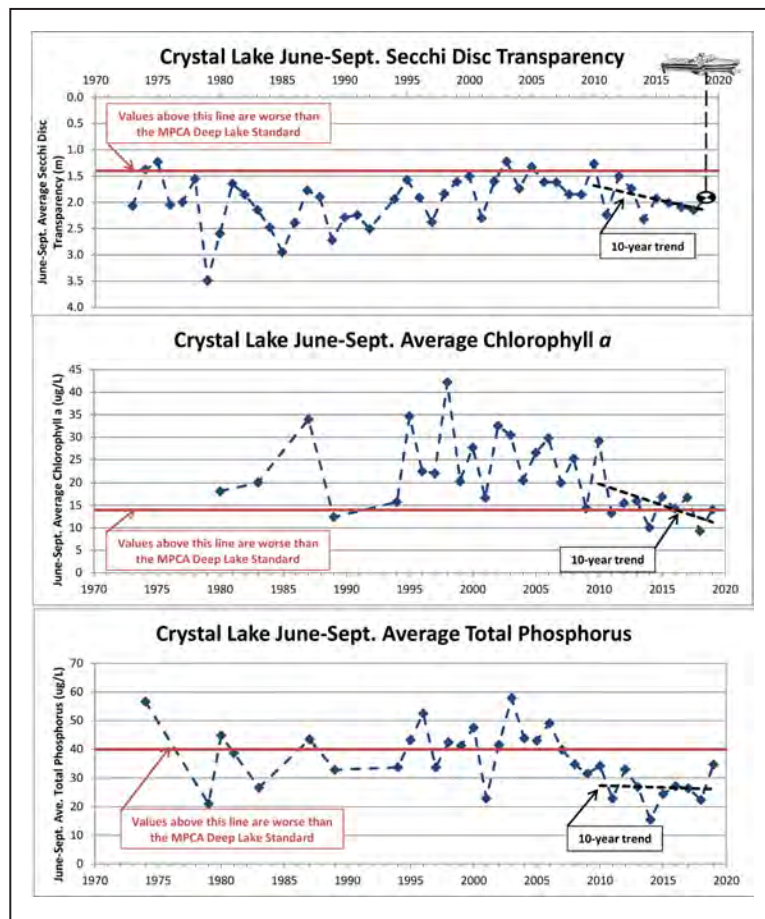 Crystal Lake June-Sept. Secchi Disc Transparency
1970 1975 1980 1985 1990 1995 2000 2005 2010 2015 2020
0.0
0.5
1.0
1.5
2.0
2.5
3.0
3.5
4.0
June-Sept. Average Secchi Disc
Transparency (m)
Values above this line are worse than
the MPCA Deep Lake Standard
10-year trend
Crystal Lake June-Sept. Average Chlorophyll a
45
40
35
30
25
20
15
10
5
0
June-Sept. Average Chlorophyll a (ug/L)
Values above this line are worse than
the MPCA Deep Lake Standard
10-year trend
1970 1975 1980 1985 1990 1995 2000 2005 2010 2015 2020
Crystal Lake June-Sept. Average Total Phosphorus
70
60
50
40
30
20
10
0
June-Sept. Ave. Total Phosphorus (ug/L)
Values above this line are worse than
the MPCA Deep Lake Standard
10-year trend
1970 1975 1980 1985 1990 1995 2000 2005 2010 2015 2020